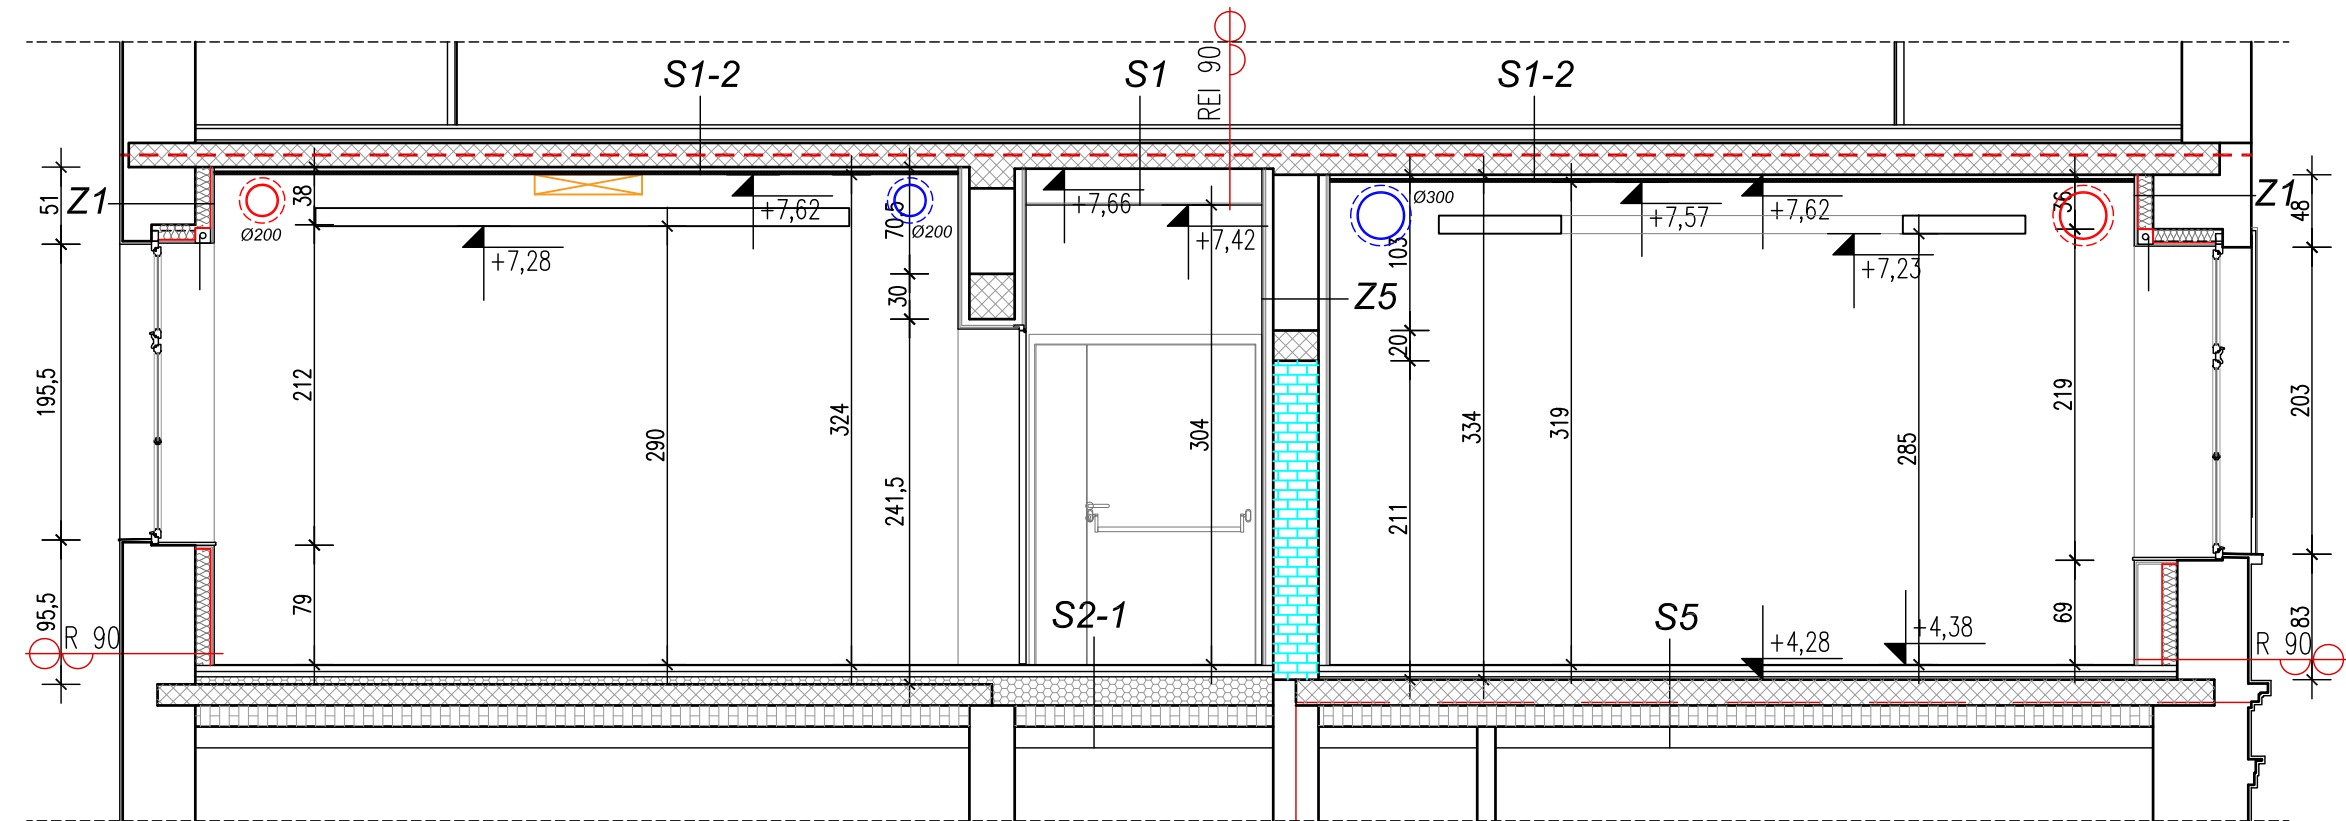 S1-2
S1
REI 90
S1-2
51
Z1
38
Ø200
+7,28
+7,62
70,5
Ø200
+7,66
+7,42
Z5
Ø300
103
+7,57
+7,62
+7,23
36
Z1
48
195,5
212
290
324
30
241,5
304
20
211
334
319
285
219
203
95,5
R 90
79
S2-1
S5
+4,28
+4,38
69
83
R 90